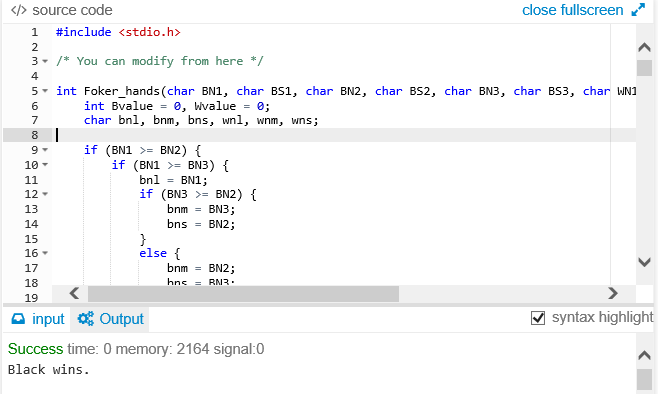 </> source code
close fullscreen
1 #include <stdio.h>
2
3 /* You can modify from here */
4
5 int Foker_hands(char BN1, char BS1, char BN2, char BS2, char BN3, char BS3, char WN1
6 int Bvalue = 0, Wvalue = 0;
7 char bnl, bnm, bns, wnl, wnm, wns;
8
9 if (BN1 >= BN2) {
10 if (BN1 >= BN3) {
11 bnl = BN1;
12 if (BN3 >= BN2) {
13 bnm = BN3;
14 bns = BN2;
15 }
16 else {
17 bnm = BN2;
18 bns = BN3;
19
input Output
syntax highlight
Success time: 0 memory: 2164 signal:0
Black wins.